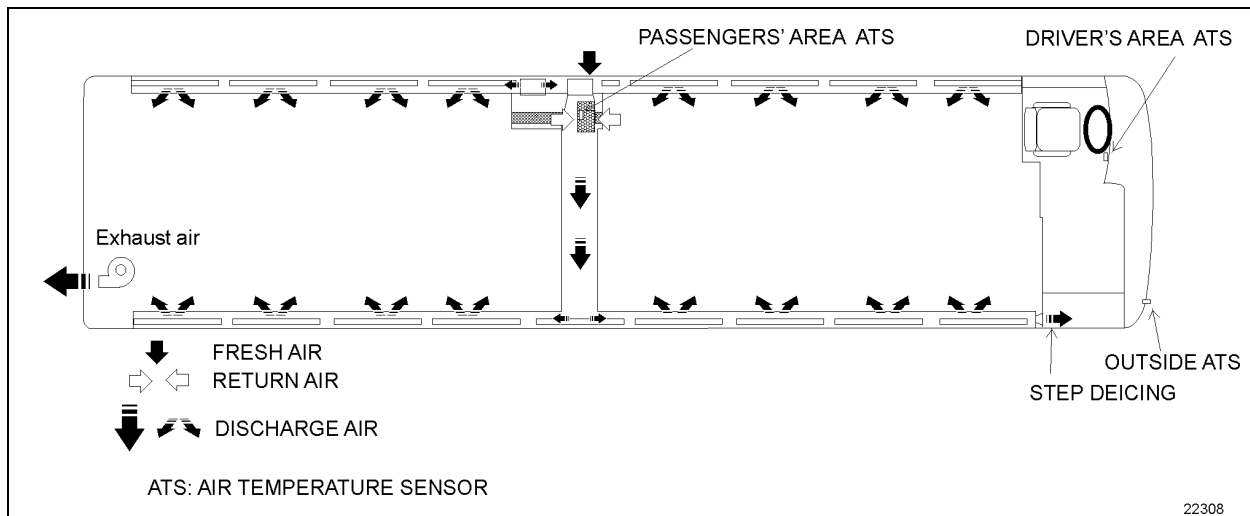 PASSENGERS' AREA ATS
DRIVER'S AREA ATS
Exhaust air
OUTSIDE ATS
STEP DEICING
FRESH AIR
RETURN AIR
DISCHARGE AIR
ATS: AIR TEMPERATURE SENSOR
22308